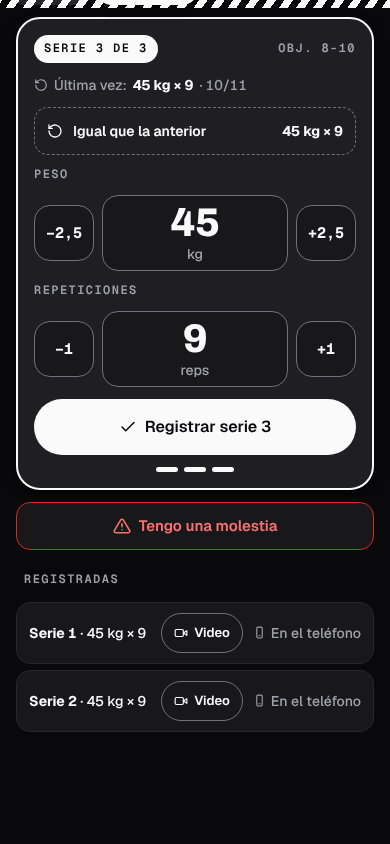 SERIE 3 DE 3
OBJ. 8-10
Última vez: 45 kg × 9 · 10/11
Igual que la anterior 45 kg × 9
PESO
−2,5
45
kg
+2,5
REPETICIONES
−1
9
reps
+1
Registrar serie 3
Tengo una molestia
REGISTRADAS
Serie 1 · 45 kg × 9 Video En el teléfono
Serie 2 · 45 kg × 9 Video En el teléfono